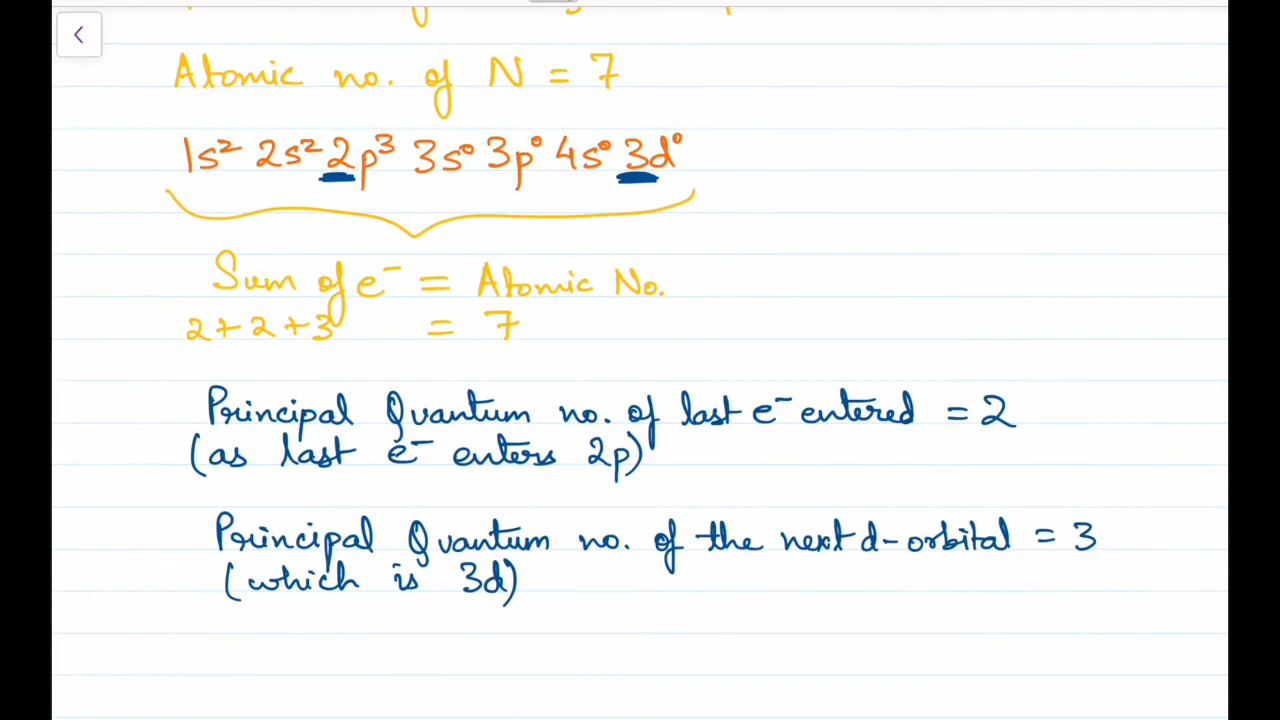 Atomic no. of N = 7
1s² 2s² 2p³ 3s⁰ 3p⁰ 4s⁰ 3d⁰
Sum of e⁻ = Atomic No.
2+2+3 = 7
Principal Quantum no. of last e⁻ entered = 2
(as last e⁻ enters 2p)
Principal Quantum no. of the next d-orbital = 3
(which is 3d)